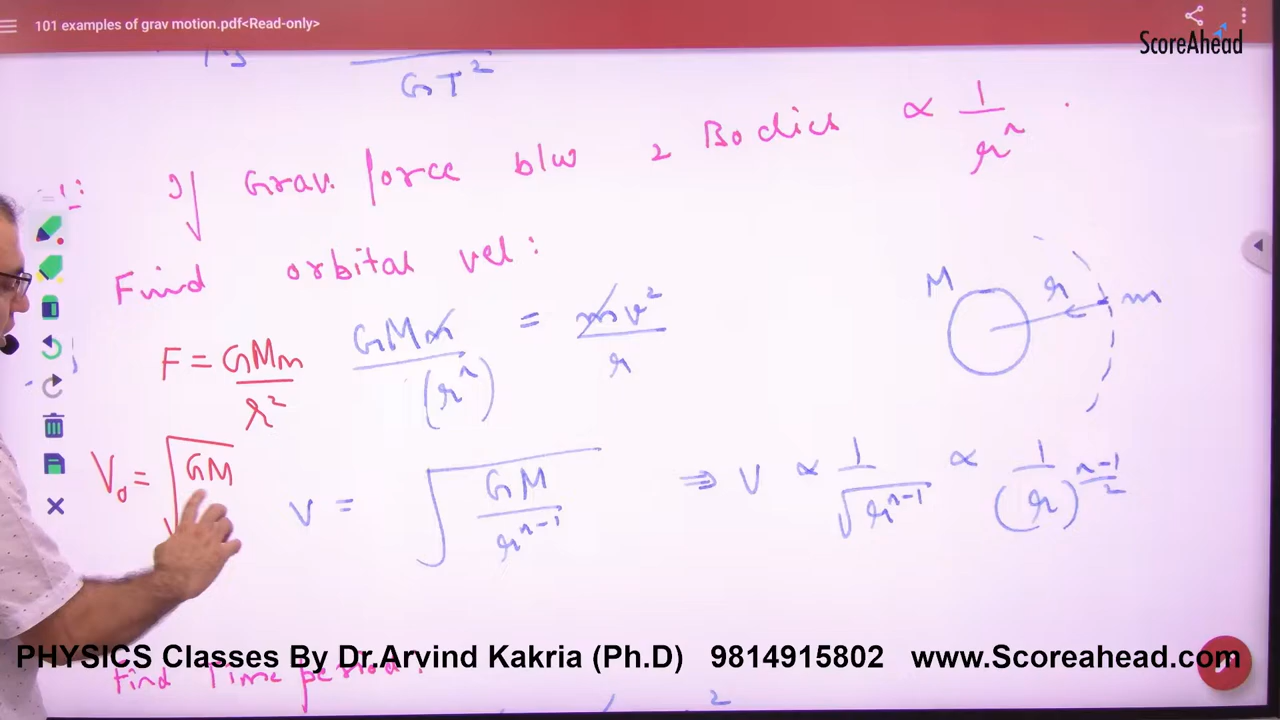 101 examples of grav motion.pdf<Read-only>
ScoreAhead
GT²
If Grav. force b/w 2 Bodies ∝ 1/rⁿ.
Find orbital vel:
M r m
F = GMm/r² GMm/(rⁿ) = mv²/r
V₀ = √GM V = √(GM/rⁿ⁻¹) ⇒ V ∝ 1/√rⁿ⁻¹ ∝ 1/(r)^(n-1/2)
PHYSICS Classes By Dr.Arvind Kakria (Ph.D) 9814915802 www.Scoreahead.com
Find Time period.